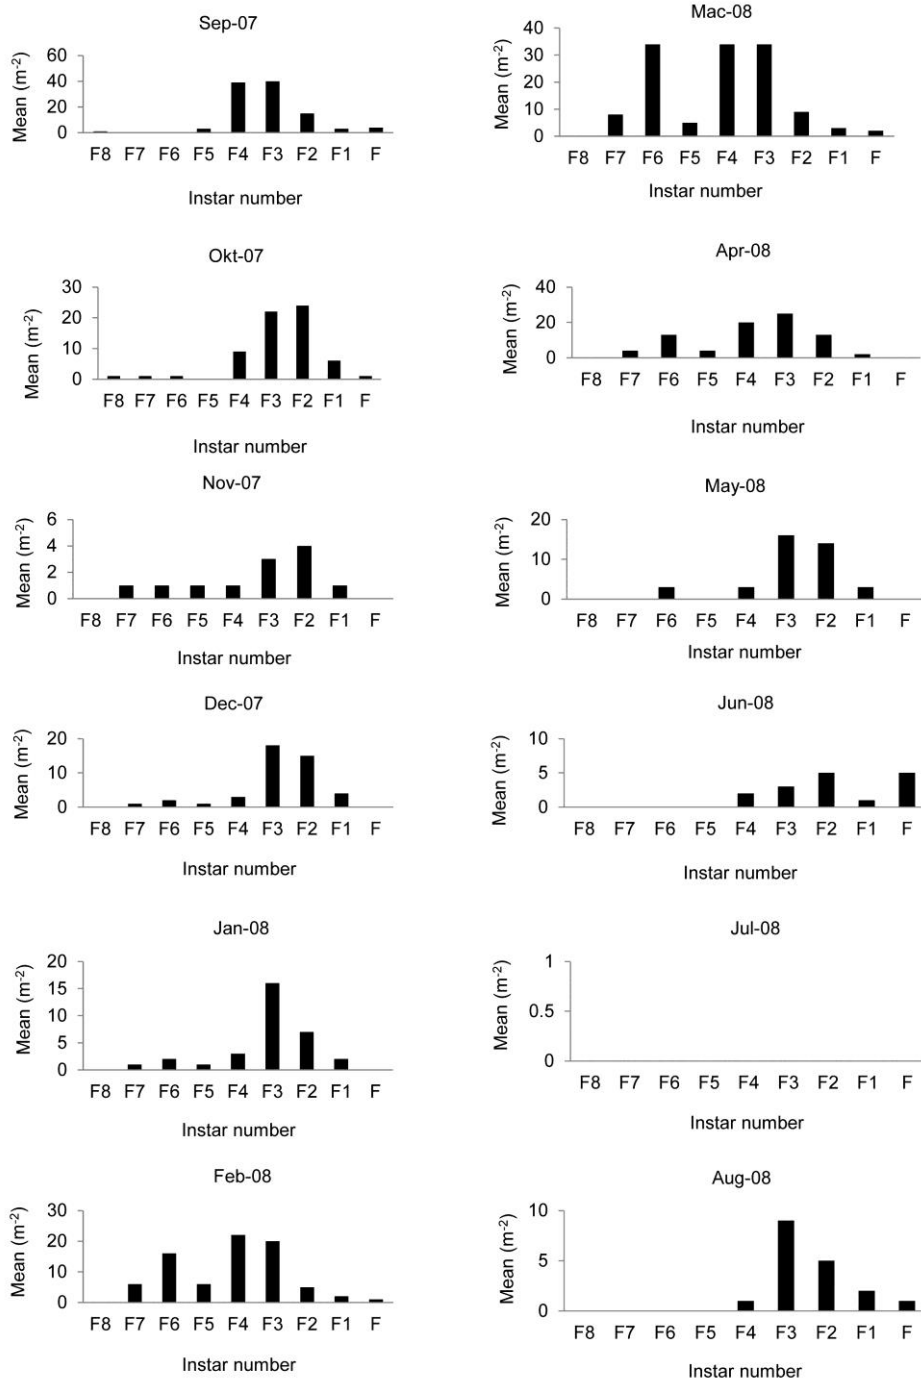 Sep-07
Mean (m-2)
60
40
20
0
F8 F7 F6 F5 F4 F3 F2 F1 F
Instar number
Okt-07
Mean (m-2)
30
20
10
0
F8 F7 F6 F5 F4 F3 F2 F1 F
Instar number
Nov-07
Mean (m-2)
6
4
2
0
F8 F7 F6 F5 F4 F3 F2 F1 F
Instar number
Dec-07
Mean (m-2)
20
10
0
F8 F7 F6 F5 F4 F3 F2 F1 F
Instar number
Jan-08
Mean (m-2)
20
15
10
5
0
F8 F7 F6 F5 F4 F3 F2 F1 F
Instar number
Feb-08
Mean (m-2)
30
20
10
0
F8 F7 F6 F5 F4 F3 F2 F1 F
Instar number
Mac-08
Mean (m-2)
40
30
20
10
0
F8 F7 F6 F5 F4 F3 F2 F1 F
Instar number
Apr-08
Mean (m-2)
40
20
0
F8 F7 F6 F5 F4 F3 F2 F1 F
Instar number
May-08
Mean (m-2)
20
10
0
F8 F7 F6 F5 F4 F3 F2 F1 F
Instar number
Jun-08
Mean (m-2)
10
5
0
F8 F7 F6 F5 F4 F3 F2 F1 F
Instar number
Jul-08
Mean (m-2)
1
0.5
0
F8 F7 F6 F5 F4 F3 F2 F1 F
Instar number
Aug-08
Mean (m-2)
10
5
0
F8 F7 F6 F5 F4 F3 F2 F1 F
Instar number